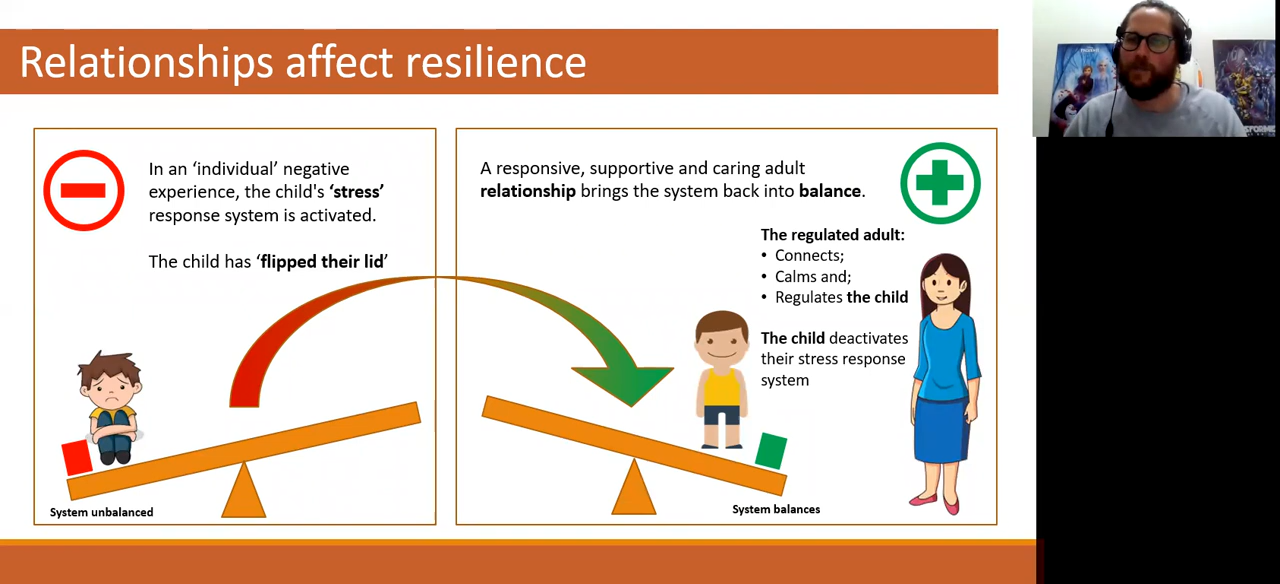 Relationships affect resilience
In an ‘individual’ negative
experience, the child's ‘stress’
response system is activated.
The child has ‘flipped their lid’
System unbalanced
A responsive, supportive and caring adult
relationship brings the system back into balance.
The regulated adult:
• Connects;
• Calms and;
• Regulates the child
The child deactivates
their stress response
system
System balances